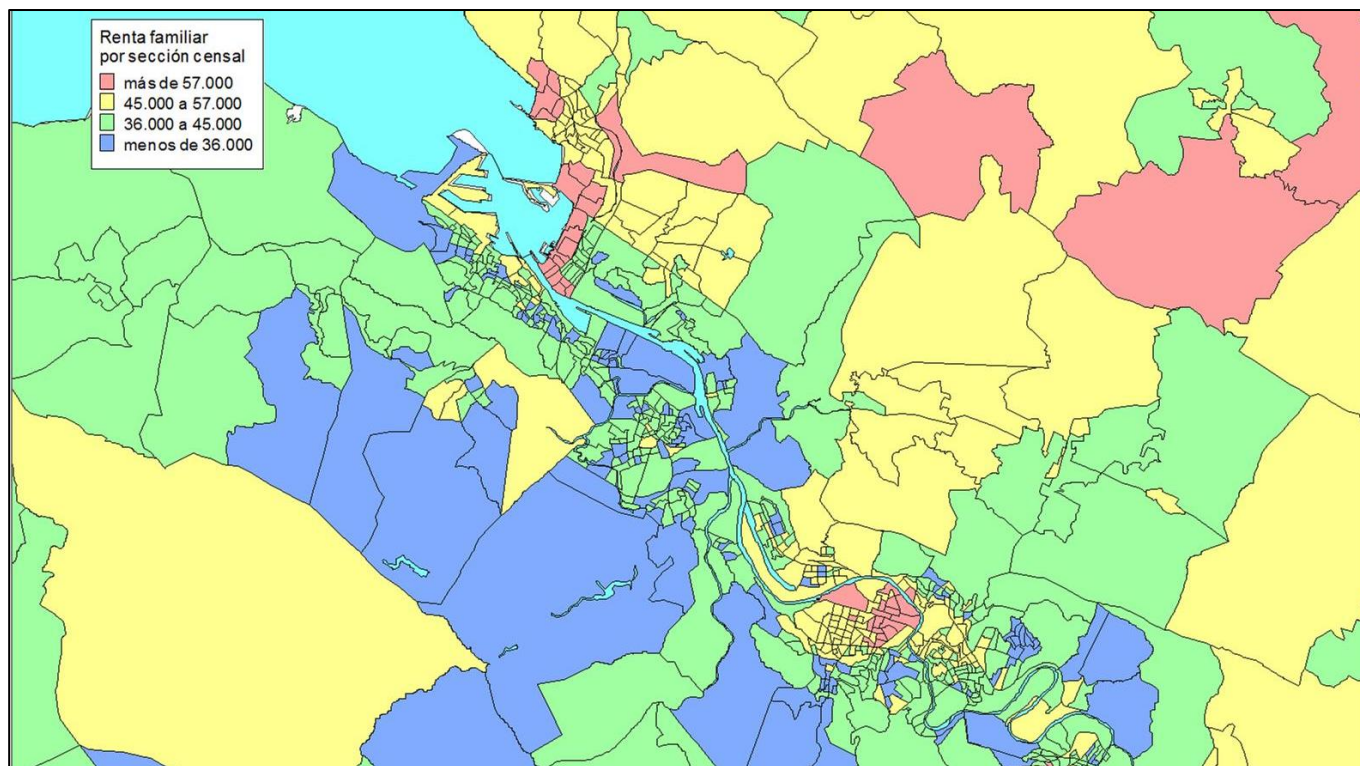 Renta familiar
por sección censal
más de 57.000
45.000 a 57.000
36.000 a 45.000
menos de 36.000